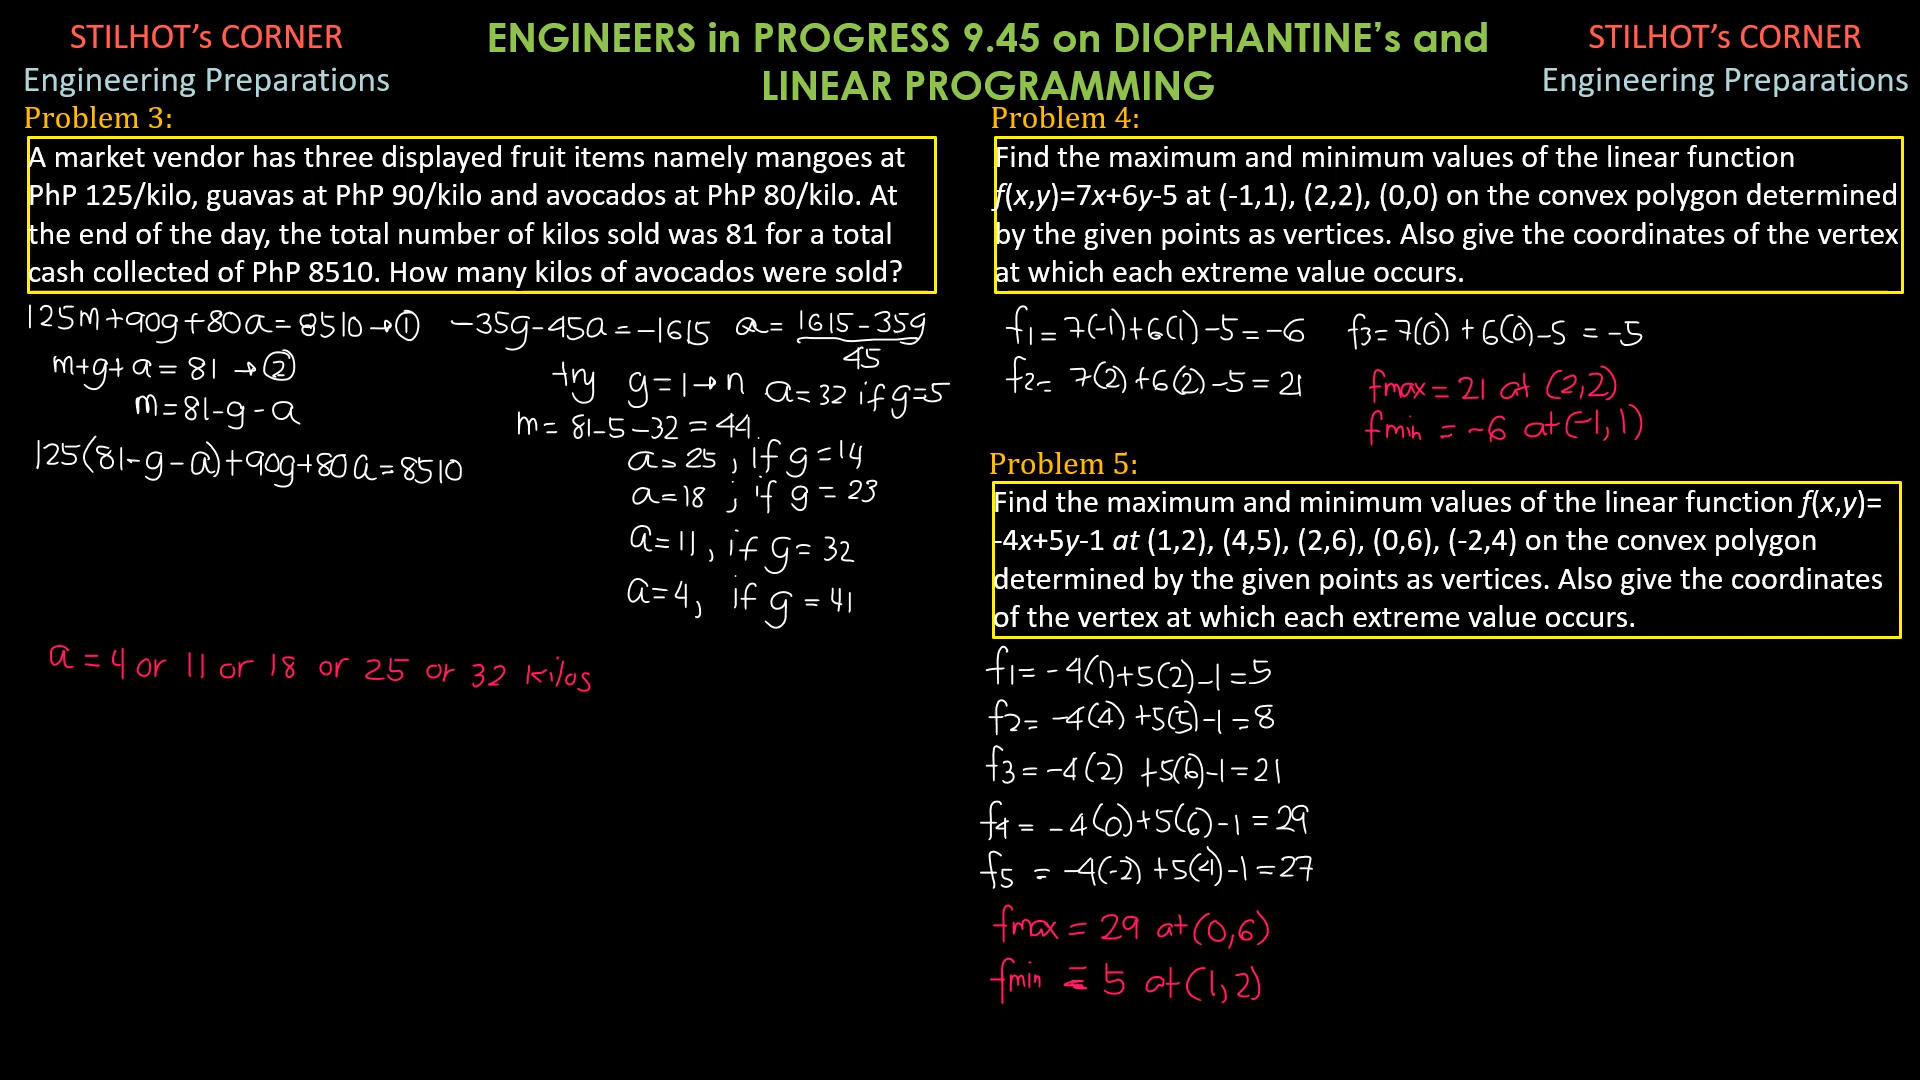 STILHOT's CORNER
Engineering Preparations
ENGINEERS in PROGRESS 9.45 on DIOPHANTINE's and
LINEAR PROGRAMMING
STILHOT's CORNER
Engineering Preparations
Problem 3:
A market vendor has three displayed fruit items namely mangoes at
PhP 125/kilo, guavas at PhP 90/kilo and avocados at PhP 80/kilo. At
the end of the day, the total number of kilos sold was 81 for a total
cash collected of PhP 8510. How many kilos of avocados were sold?
125m+90g+80a=8510→①
m+g+a=81→②
m=81-g-a
125(81-g-a)+90g+80a=8510
-35g-45a=-1615
a=1615-35g/45
try g=1→n
a=32 if g=5
m=81-5-32=44.
a=25, if g=14
a=18; if g=23
a=11, if g=32
a=4, if g=41
a=4 or 11 or 18 or 25 or 32 kilos
Problem 4:
Find the maximum and minimum values of the linear function
f(x,y)=7x+6y-5 at (-1,1), (2,2), (0,0) on the convex polygon determined
by the given points as vertices. Also give the coordinates of the vertex
at which each extreme value occurs.
f1=7(-1)+6(1)-5=-6
f2=7(2)+6(2)-5=21
f3=7(0)+6(0)-5=-5
fmax=21 at (2,2)
fmin=-6 at (-1,1)
Problem 5:
Find the maximum and minimum values of the linear function f(x,y)=
-4x+5y-1 at (1,2), (4,5), (2,6), (0,6), (-2,4) on the convex polygon
determined by the given points as vertices. Also give the coordinates
of the vertex at which each extreme value occurs.
f1=-4(1)+5(2)-1=5
f2=-4(4)+5(5)-1=8
f3=-4(2)+5(6)-1=21
f4=-4(0)+5(6)-1=29
f5=-4(-2)+5(4)-1=27
fmax=29 at (0,6)
fmin=5 at (1,2)